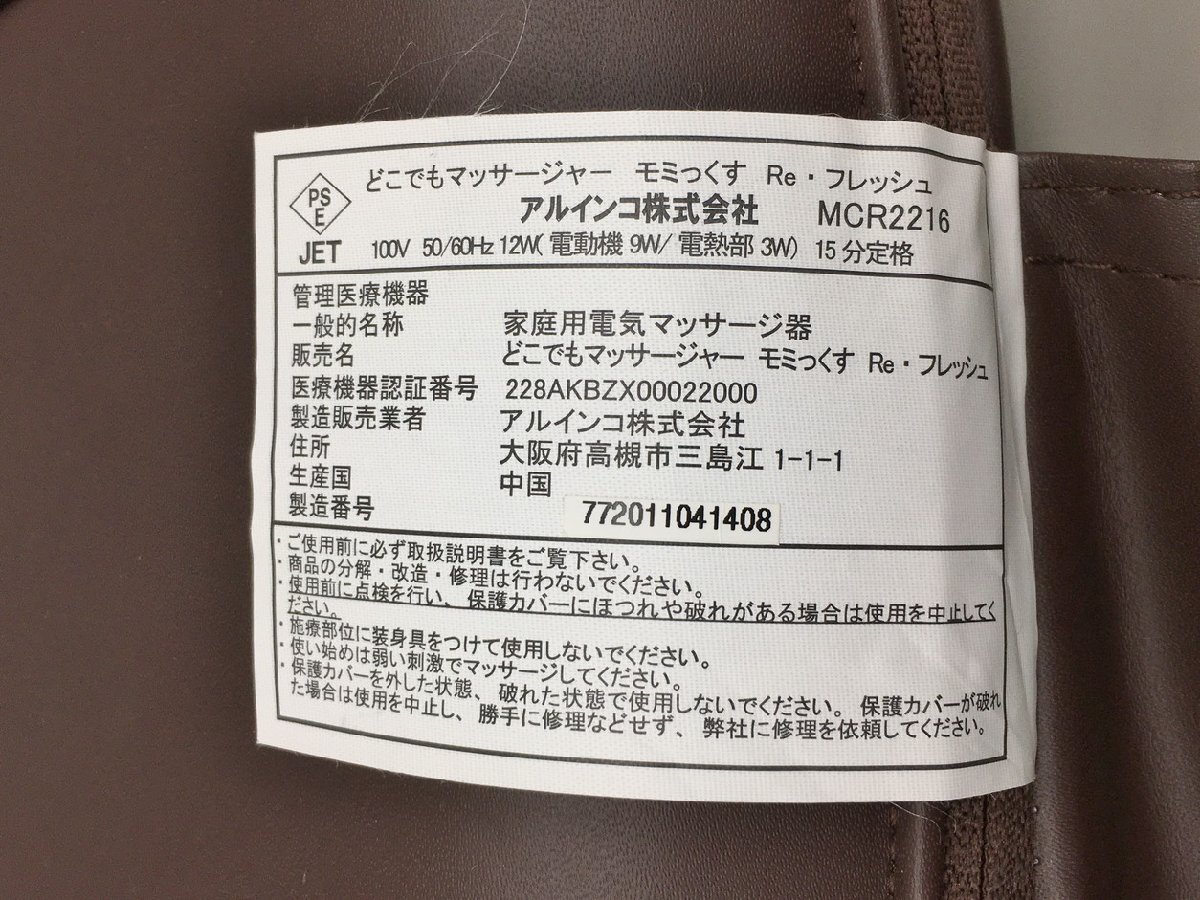 PS
E
JET
どこでもマッサージャー モミっくす Re・フレッシュ
アルインコ株式会社 MCR2216
100V 50/60Hz 12W(電動機 9W/電熱部 3W) 15分定格
管理医療機器
一般的名称 家庭用電気マッサージ器
販売名 どこでもマッサージャー モミっくす Re・フレッシュ
医療機器認証番号 228AKBZX00022000
製造販売業者 アルインコ株式会社
住所 大阪府高槻市三島江 1-1-1
生産国 中国
製造番号 772011041408
・ご使用前に必ず取扱説明書をご覧下さい。
・商品の分解・改造・修理は行わないでください。
・使用前に点検を行い、保護カバーにほつれや破れがある場合は使用を中止してく
ださい。
・施療部位に装身具をつけて使用しないでください。
・使い始めは弱い刺激でマッサージしてください。
・保護カバーを外した状態、破れた状態で使用しないでください。保護カバーが破れ
た場合は使用を中止し、勝手に修理などせず、弊社に修理を依頼してください。